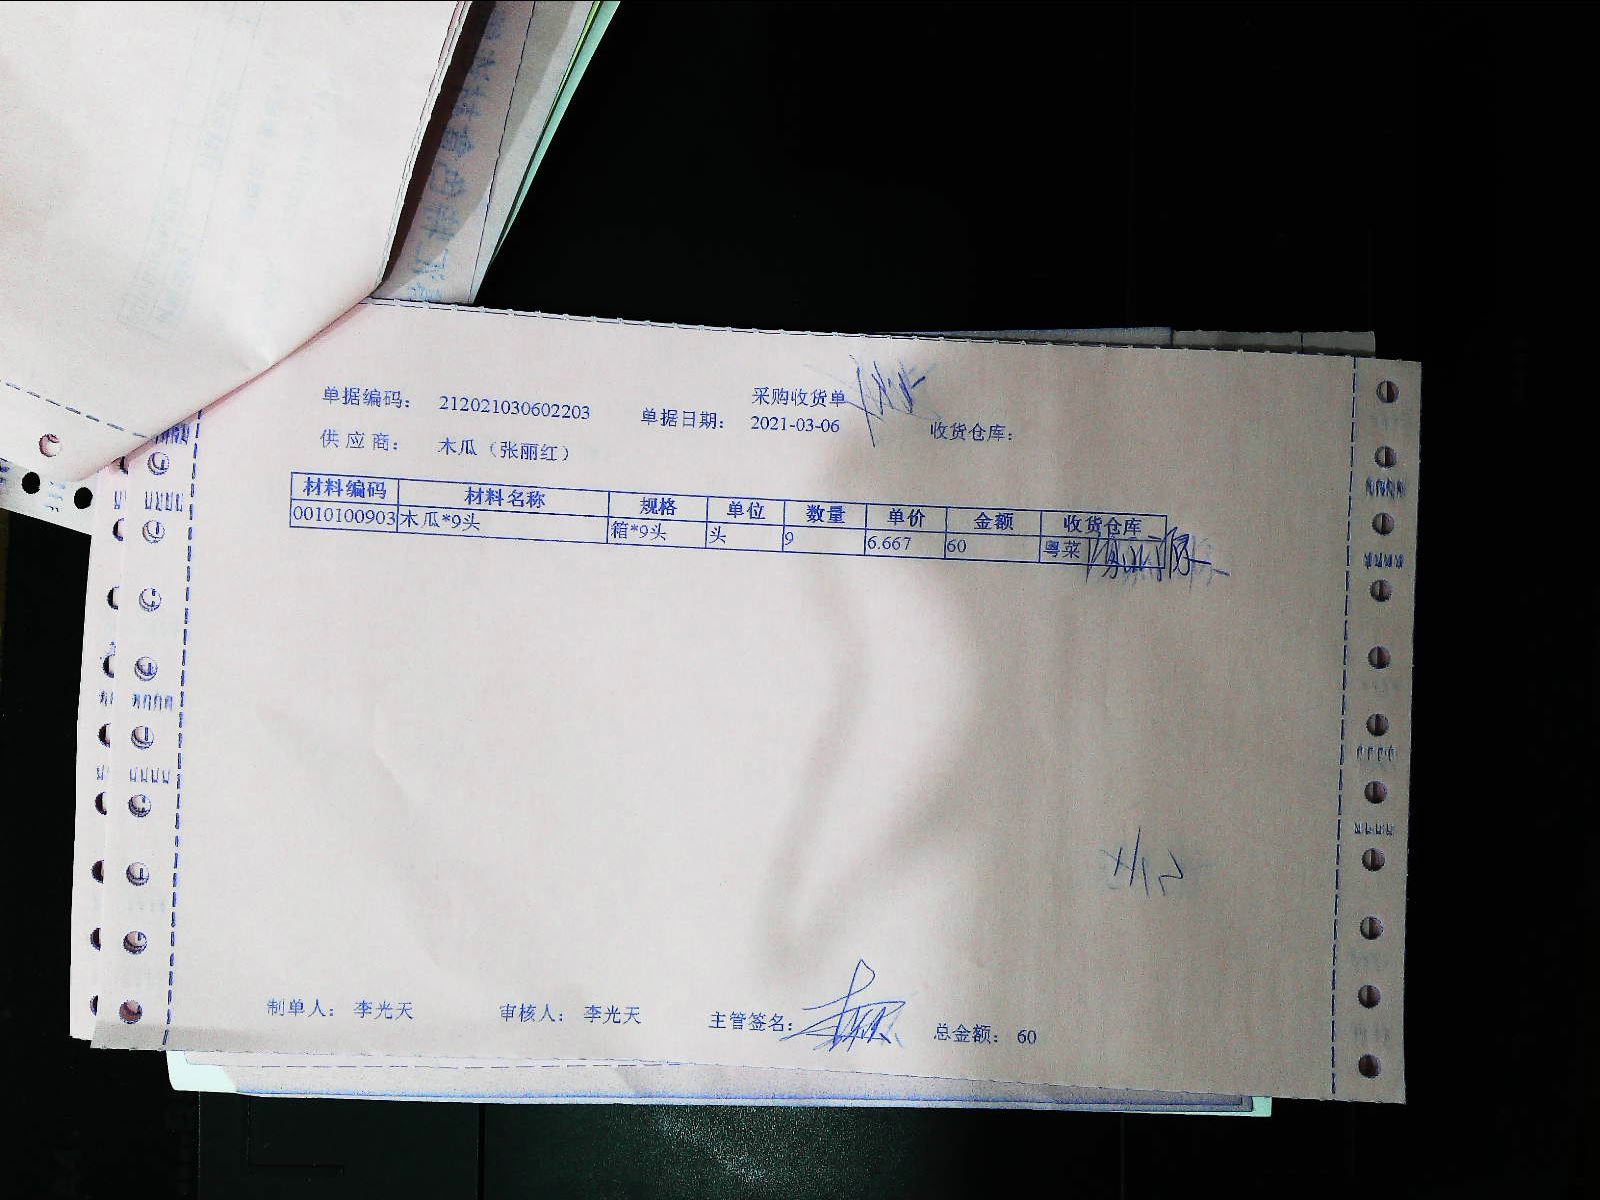 采购收货单
单据编码： 212021030602203 单据日期： 2021-03-06 收货仓库：
供应商： 木瓜（张丽红）
材料编码 材料名称 规格 单位 数量 单价 金额 收货仓库
0010100903 木瓜*9头 箱*9头 头 9 6.667 60 粤菜
制单人： 李光天 审核人： 李光天 主管签名： 总金额： 60